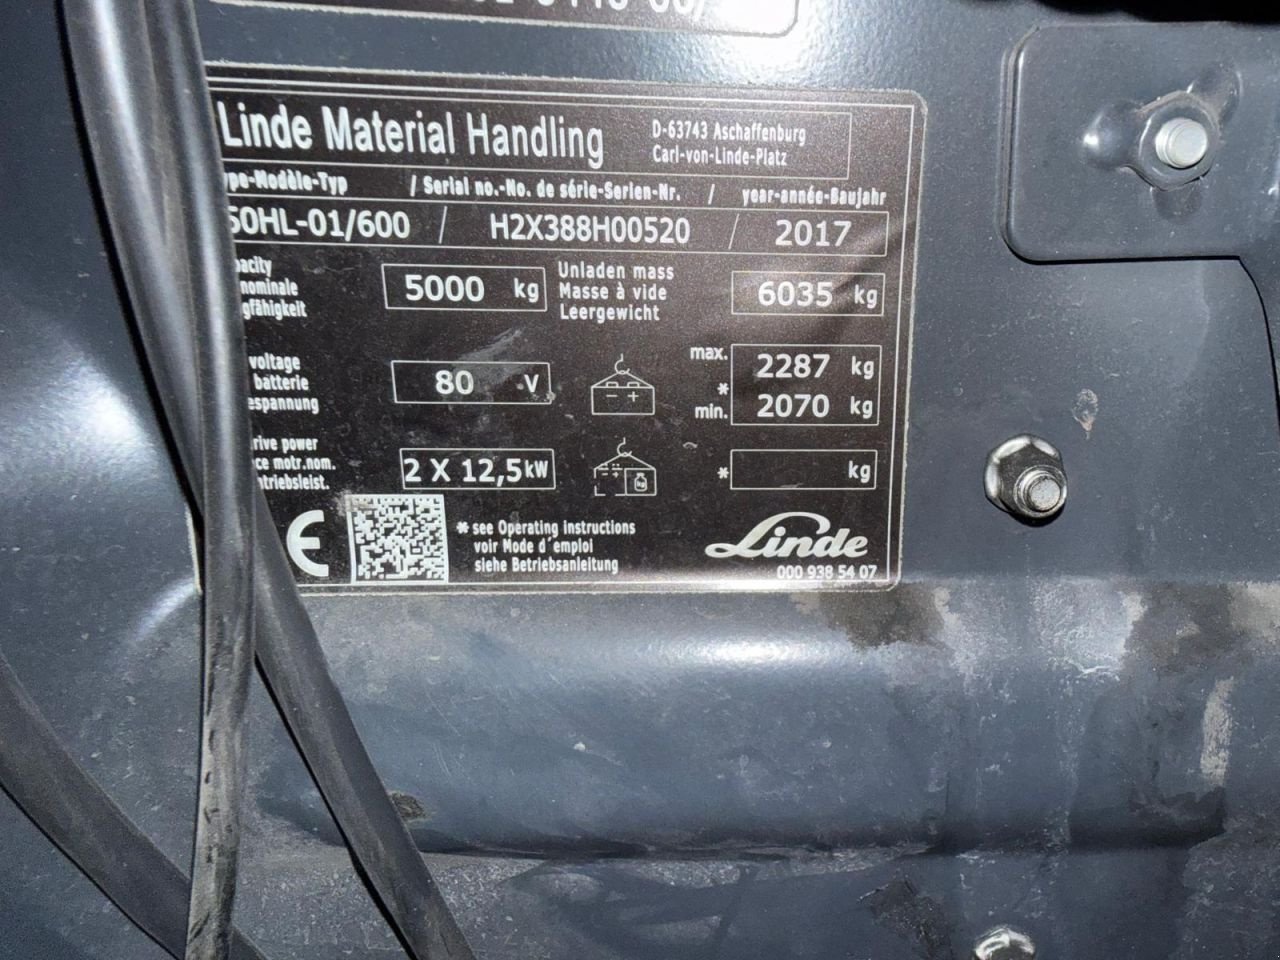 Linde Material Handling
D-63743 Aschaffenburg
Carl-von-Linde-Platz
ype-Modèle-Typ / Serial no.-No. de série-Serien-Nr. / year-année-Baujahr
50HL-01/600 / H2X388H00520 / 2017
pacity
nominale
gfähigkeit
5000 kg
Unladen mass
Masse à vide
Leergewicht
6035 kg
voltage
batterie
espannung
80 V
max. 2287 kg
*
min. 2070 kg
rive power
ce motr.nom.
ntriebsleist.
2 X 12,5kW
kg
* kg
CE
* see Operating instructions
voir Mode d´emploi
siehe Betriebsanleitung
Linde
000 938 54 07